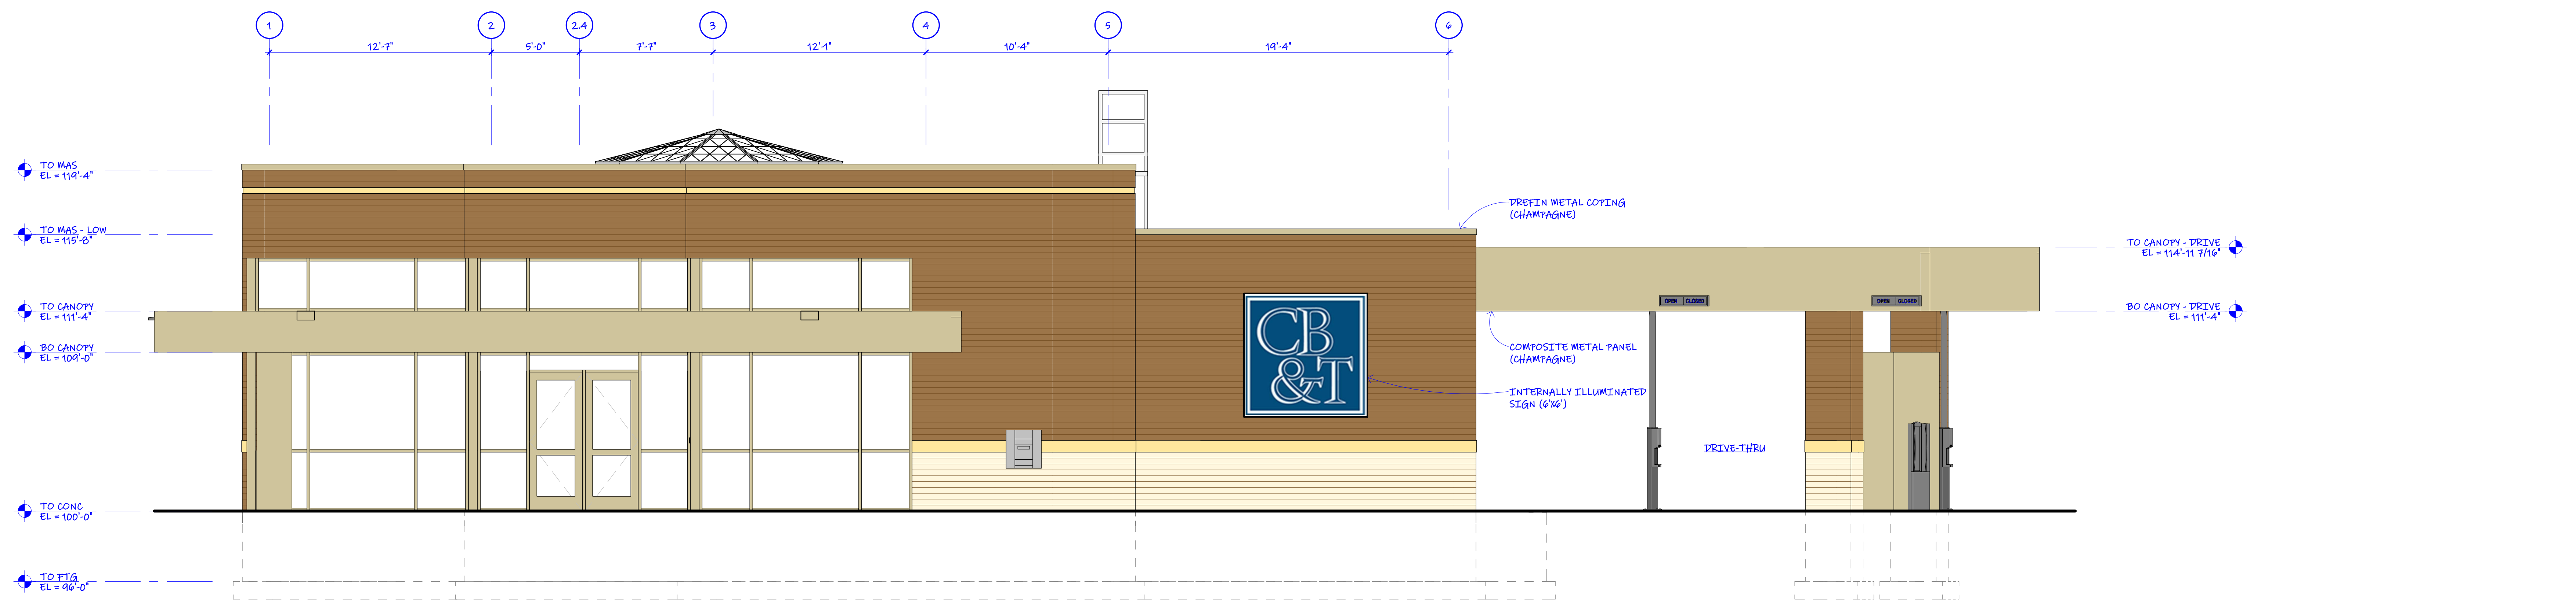 1 2 2.4 3 4 5 6
12'-7" 5'-0" 7'-7" 12'-1" 10'-4" 19'-4"
TO MAS
EL = 119'-4"
TO MAS - LOW
EL = 115'-8"
TO CANOPY
EL = 111'-4"
BO CANOPY
EL = 109'-0"
TO CONC
EL = 100'-0"
TO FTG
EL = 96'-0"
CB
&T
DREFIN METAL COPING
(CHAMPAGNE)
COMPOSITE METAL PANEL
(CHAMPAGNE)
INTERNALLY ILLUMINATED
SIGN (6'X6')
OPEN CLOSED
OPEN CLOSED
DRIVE-THRU
TO CANOPY - DRIVE
EL = 114'-11 7/16"
BO CANOPY - DRIVE
EL = 111'-4"